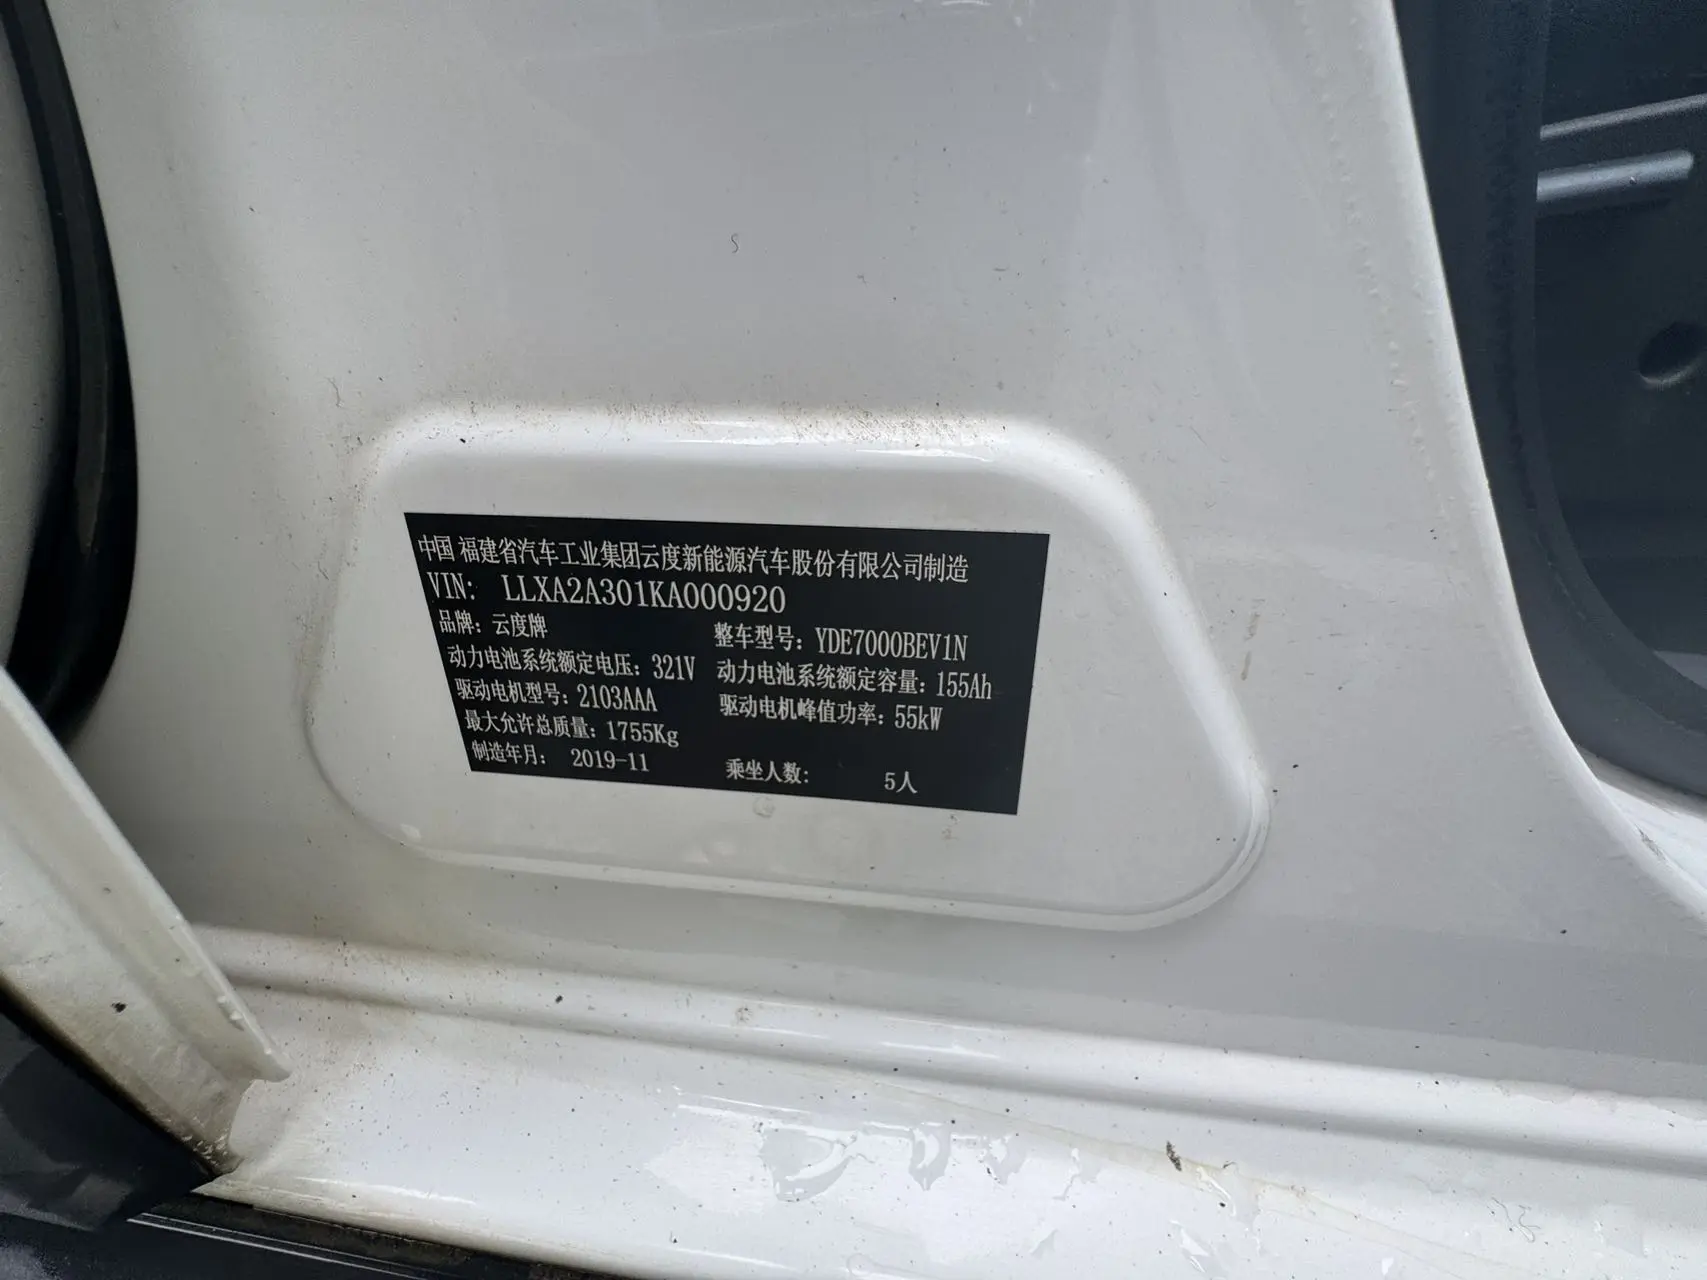 中国 福建省汽车工业集团云度新能源汽车股份有限公司制造
VIN: LLXA2A301KA000920
品牌: 云度牌 整车型号: YDE7000BEV1N
动力电池系统额定电压: 321V 动力电池系统额定容量: 155Ah
驱动电机型号: 2103AAA 驱动电机峰值功率: 55kW
最大允许总质量: 1755Kg
制造年月: 2019-11 乘坐人数: 5人